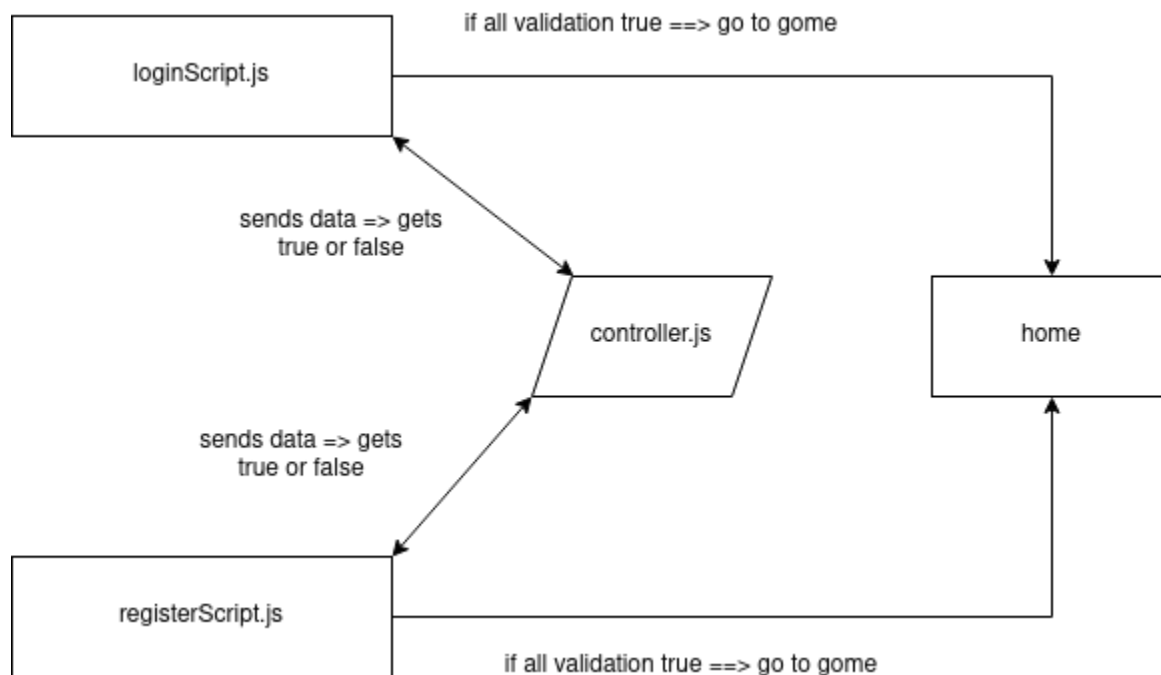 if all validation true ==> go to gome
loginScript.js
sends data => gets
true or false
controller.js
home
sends data => gets
true or false
registerScript.js
if all validation true ==> go to gome